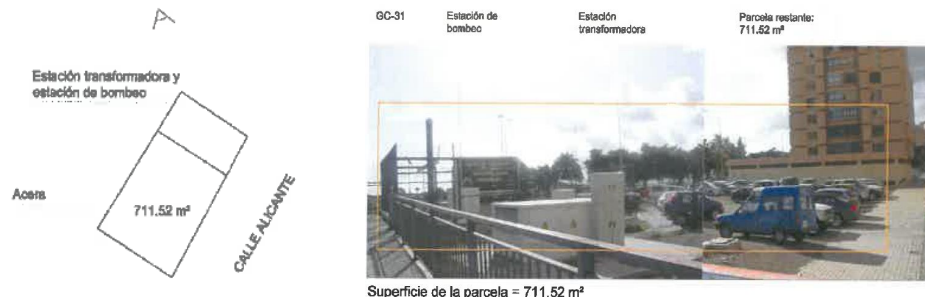 Estación transformadora y
estación de bombeo
Acera
711.52 m²
CALLE ALICANTE
GC-31
Estación de
bombeo
Estación
transformadora
Parcela restante:
711.52 m²
Superficie de la parcela = 711.52 m²